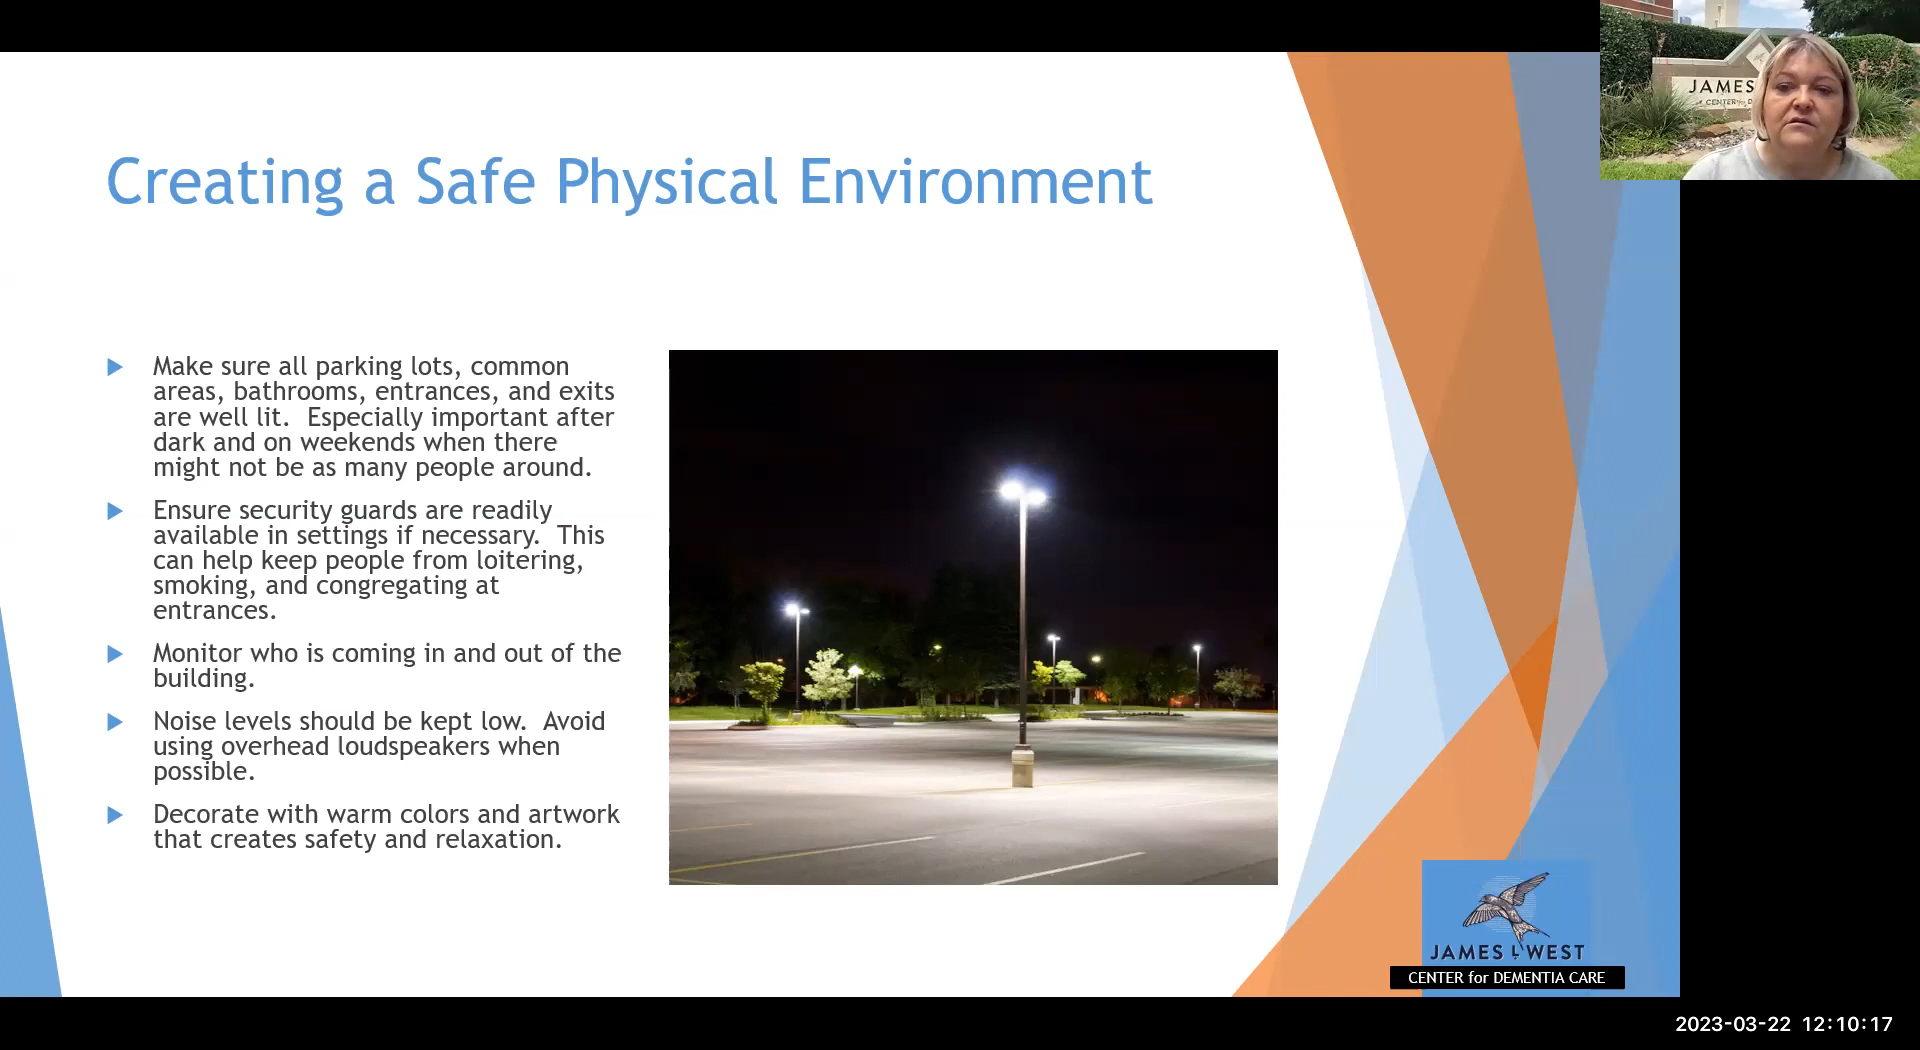 JAMES
A CENTER for D
Creating a Safe Physical Environment
Make sure all parking lots, common
areas, bathrooms, entrances, and exits
are well lit.  Especially important after
dark and on weekends when there
might not be as many people around.
Ensure security guards are readily
available in settings if necessary.  This
can help keep people from loitering,
smoking, and congregating at
entrances.
Monitor who is coming in and out of the
building.
Noise levels should be kept low.  Avoid
using overhead loudspeakers when
possible.
Decorate with warm colors and artwork
that creates safety and relaxation.
JAMES L WEST
CENTER for DEMENTIA CARE
2023-03-22 12:10:17